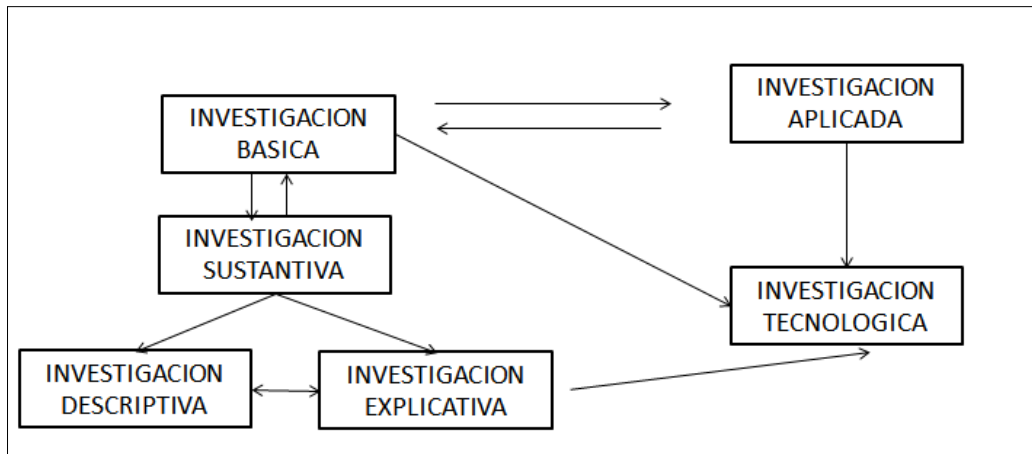 INVESTIGACION
BASICA
INVESTIGACION
APLICADA
INVESTIGACION
SUSTANTIVA
INVESTIGACION
TECNOLOGICA
INVESTIGACION
DESCRIPTIVA
INVESTIGACION
EXPLICATIVA